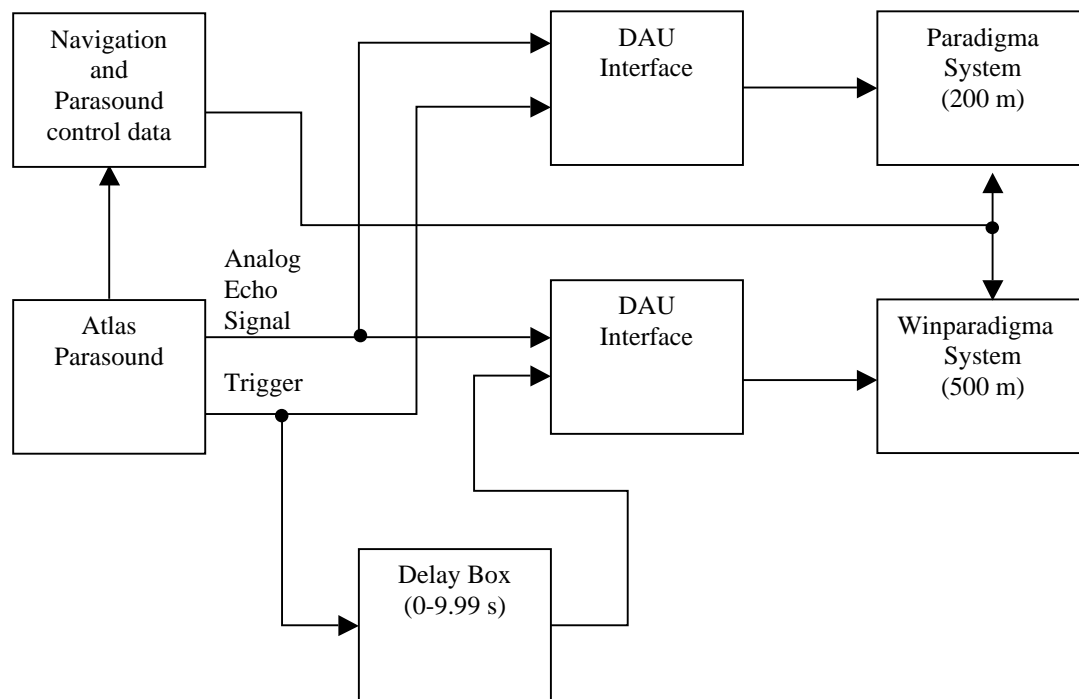 Navigation
and
Parasound
control data
DAU
Interface
Paradigma
System
(200 m)
Analog
Echo
Signal
Atlas
Parasound
Trigger
DAU
Interface
Winparadigma
System
(500 m)
Delay Box
(0-9.99 s)